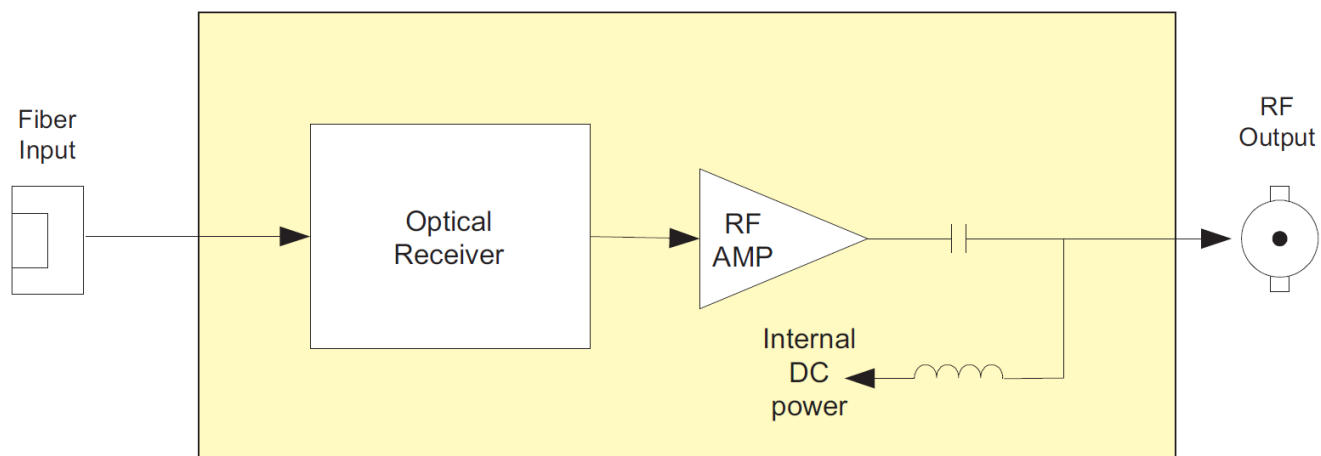 Fiber
Input
Optical
Receiver
RF
AMP
Internal
DC
power
RF
Output